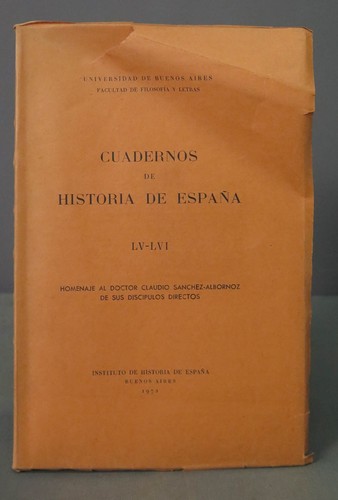 UNIVERSIDAD DE BUENOS AIRES
FACULTAD DE FILOSOFIA Y LETRAS
CUADERNOS
DE
HISTORIA DE ESPAÑA
LV-LVI
HOMENAJE AL DOCTOR CLAUDIO SANCHEZ-ALBORNOZ
DE SUS DISCIPULOS DIRECTOS
INSTITUTO DE HISTORIA DE ESPAÑA
BUENOS AIRES
1972